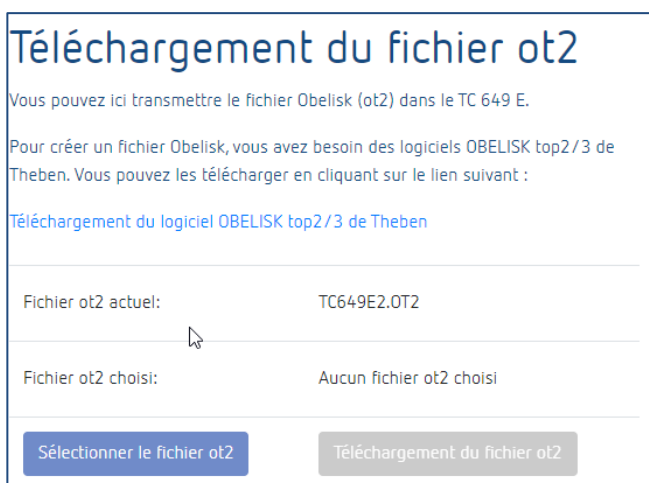 Téléchargement du fichier ot2
Vous pouvez ici transmettre le fichier Obelisk (ot2) dans le TC 649 E.
Pour créer un fichier Obelisk, vous avez besoin des logiciels OBELISK top2/3 de
Theben. Vous pouvez les télécharger en cliquant sur le lien suivant :
Téléchargement du logiciel OBELISK top2/3 de Theben
Fichier ot2 actuel: TC649E2.OT2
Fichier ot2 choisi: Aucun fichier ot2 choisi
Sélectionner le fichier ot2 Téléchargement du fichier ot2